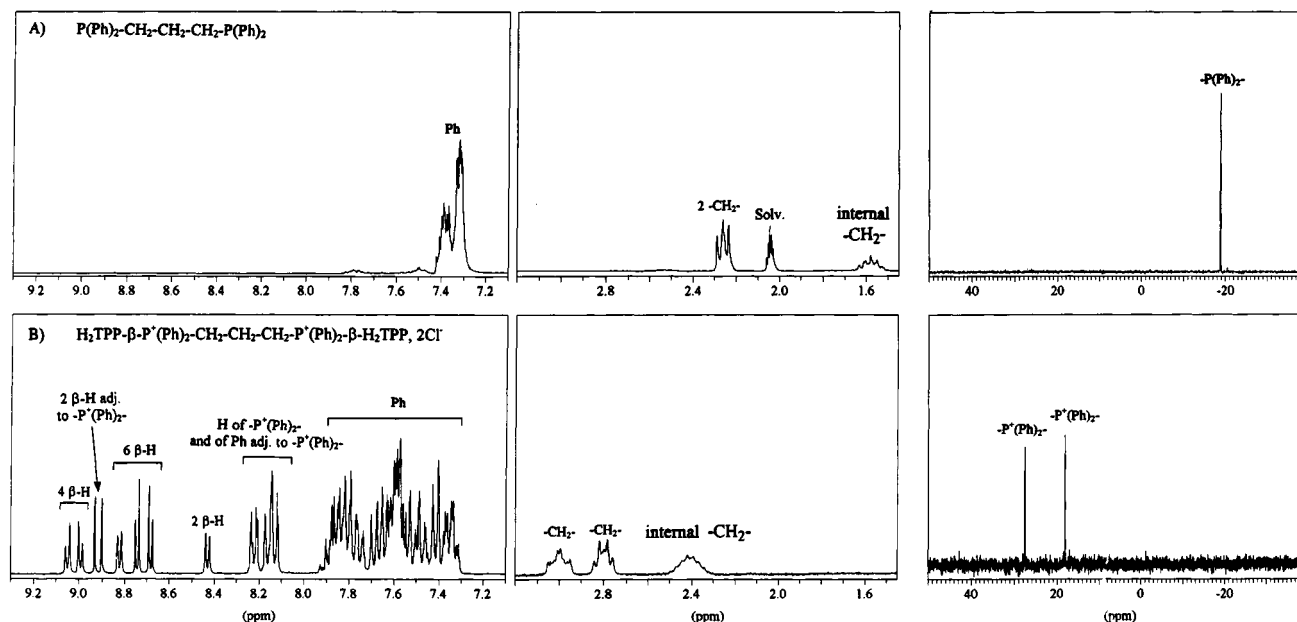 A) P(Ph)₂-CH₂-CH₂-CH₂-P(Ph)₂
Ph
9.2 9.0 8.8 8.6 8.4 8.2 8.0 7.8 7.6 7.4 7.2
2 -CH₂-
Solv.
internal
-CH₂-
2.8 2.4 2.0 1.6
-P(Ph)₂-
40 20 -2 -20
B) H₂TPP-β-P⁺(Ph)₂-CH₂-CH₂-CH₂-P⁺(Ph)₂-β-H₂TPP, 2Cl⁻
2 β-H adj.
to -P⁺(Ph)₂-
4 β-H
6 β-H
2 β-H
H of -P⁺(Ph)₂-
and of Ph adj. to -P⁺(Ph)₂-
Ph
9.2 9.0 8.8 8.6 8.4 8.2 8.0 7.8 7.6 7.4 7.2
(ppm)
-CH₂-
-CH₂-
internal -CH₂-
2.8 2.4 2.0 1.6
(ppm)
-P⁺(Ph)₂-
-P⁺(Ph)₂-
40 20 -0 -20
(ppm)